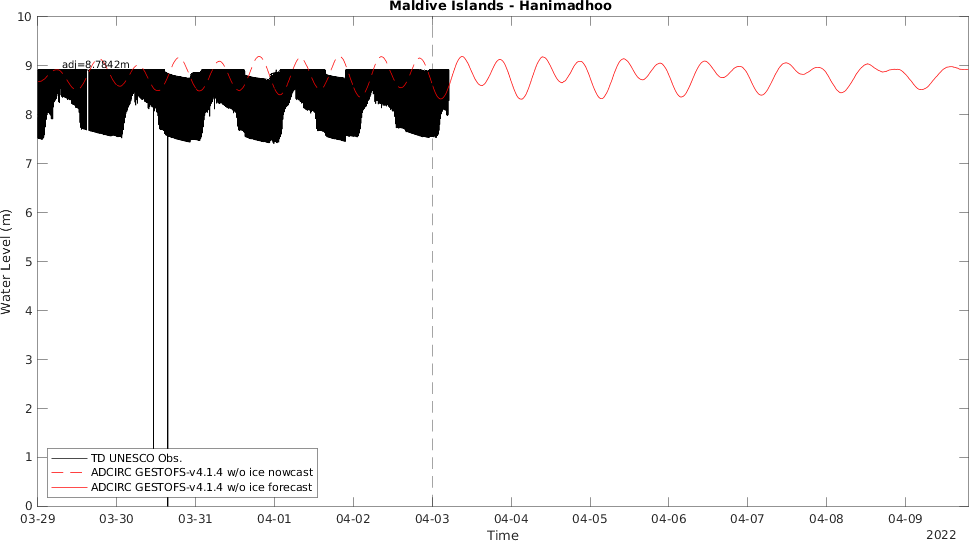 Maldive Islands - Hanimadhoo
adj=8.7842m
Water Level (m)
10
9
8
7
6
5
4
3
2
1
0
TD UNESCO Obs.
ADCIRC GESTOFS-v4.1.4 w/o ice nowcast
ADCIRC GESTOFS-v4.1.4 w/o ice forecast
03-29 03-30 03-31 04-01 04-02 04-03 04-04 04-05 04-06 04-07 04-08 04-09
Time
2022